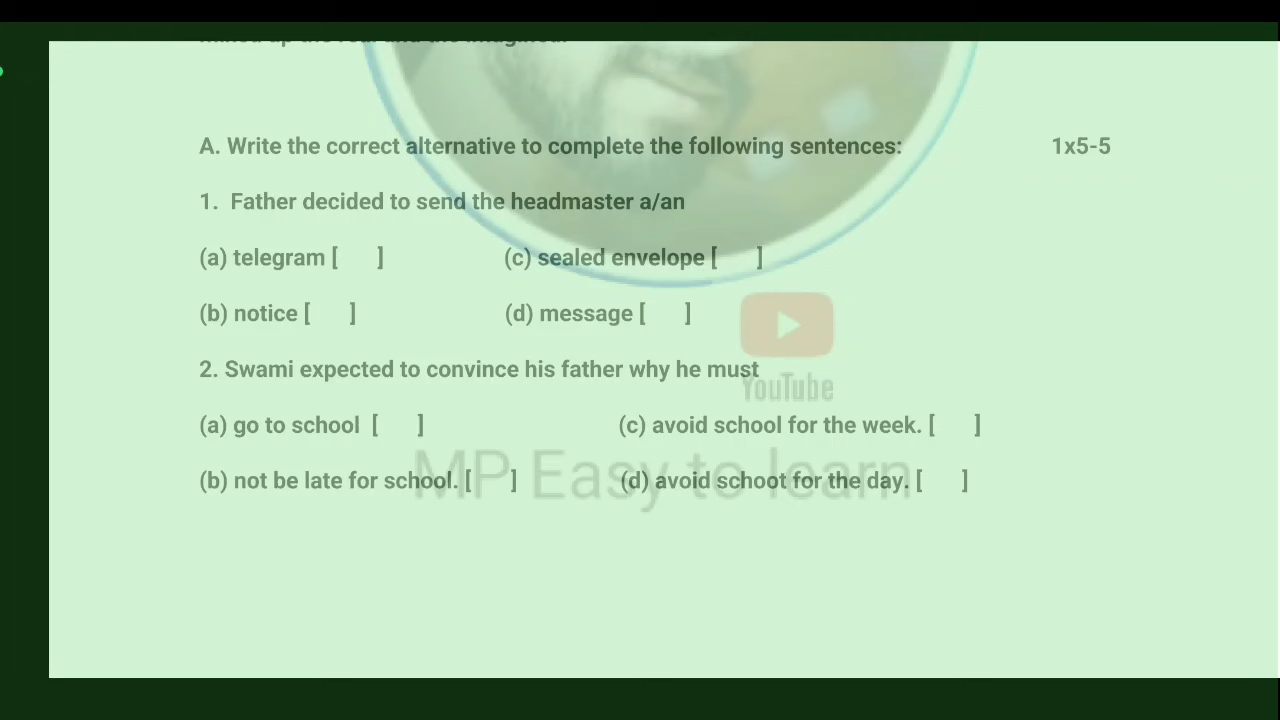 A. Write the correct alternative to complete the following sentences: 1x5-5
1. Father decided to send the headmaster a/an
(a) telegram [ ] (c) sealed envelope [ ]
(b) notice [ ] (d) message [ ]
2. Swami expected to convince his father why he must
YouTube
(a) go to school [ ] (c) avoid school for the week. [ ]
MP Easy to learn
(b) not be late for school. [ ] (d) avoid schoot for the day. [ ]